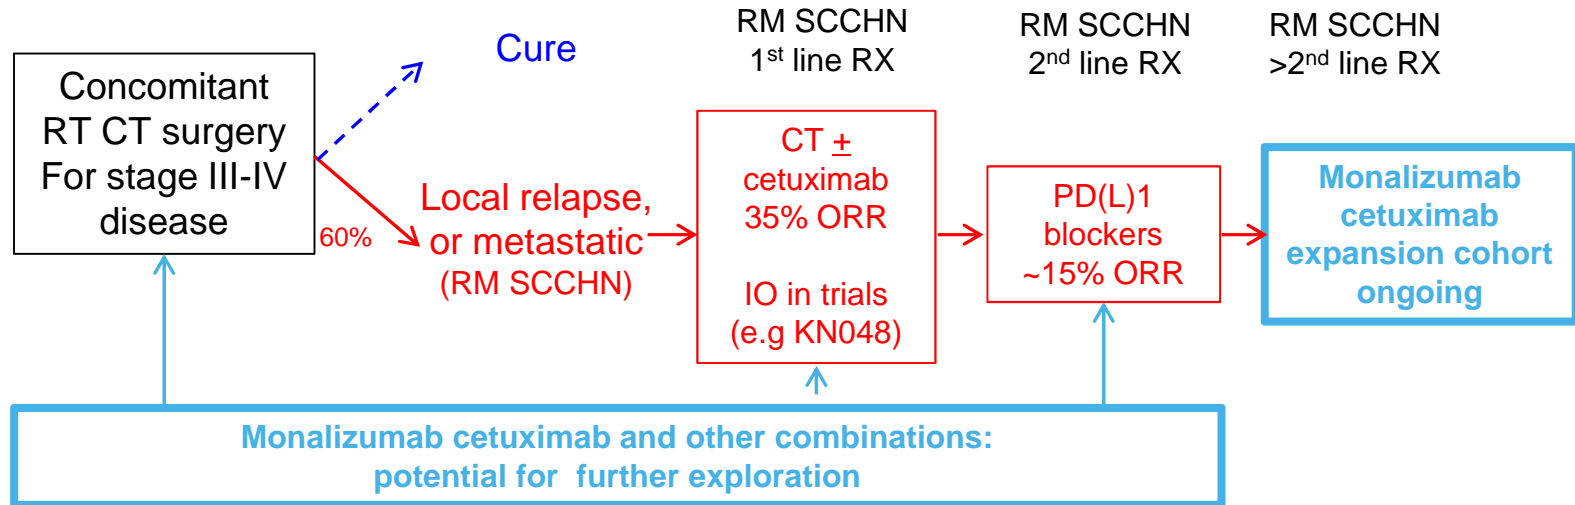 Concomitant
RT CT surgery
For stage III-IV
disease
Cure
60%
Local relapse,
or metastatic
(RM SCCHN)
RM SCCHN
1st line RX
CT ±
cetuximab
35% ORR
IO in trials
(e.g KN048)
RM SCCHN
2nd line RX
PD(L)1
blockers
~15% ORR
RM SCCHN
>2nd line RX
Monalizumab
cetuximab
expansion cohort
ongoing
Monalizumab cetuximab and other combinations:
potential for further exploration